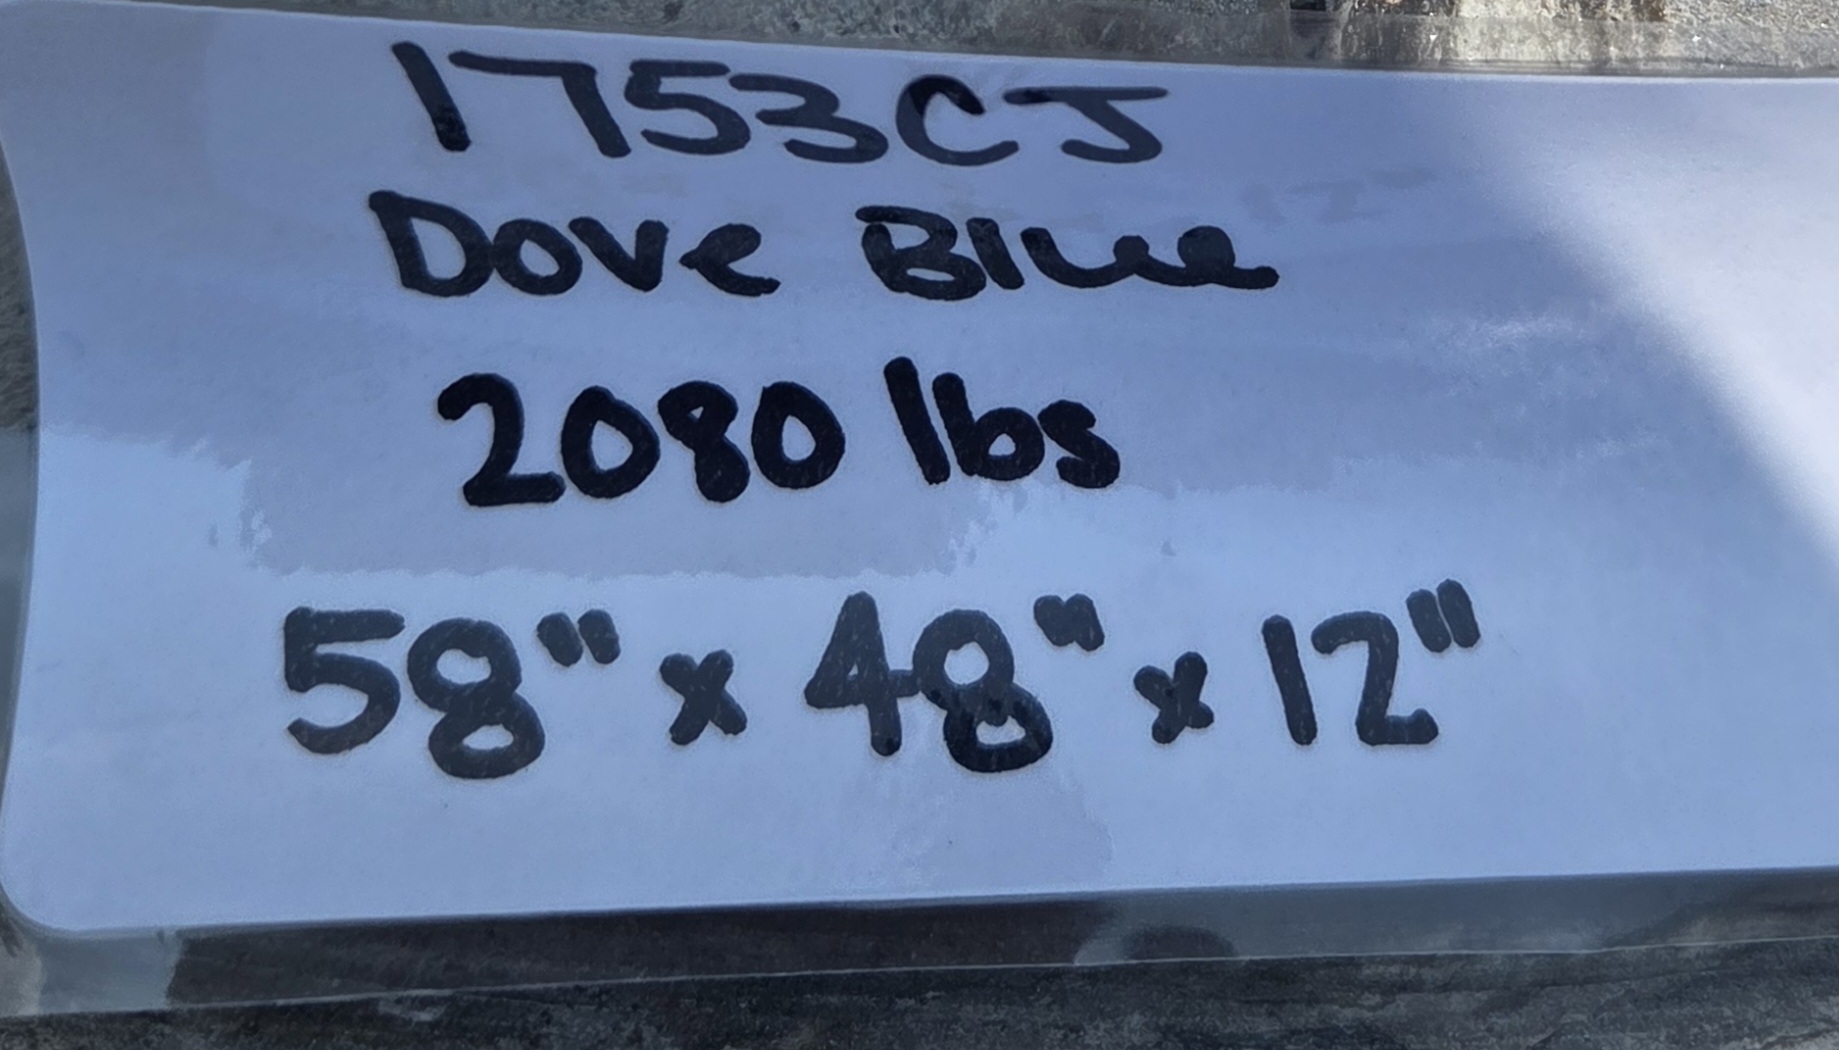 1753CJ
Dove Blue
2080 lbs
58" x 48" x 12"